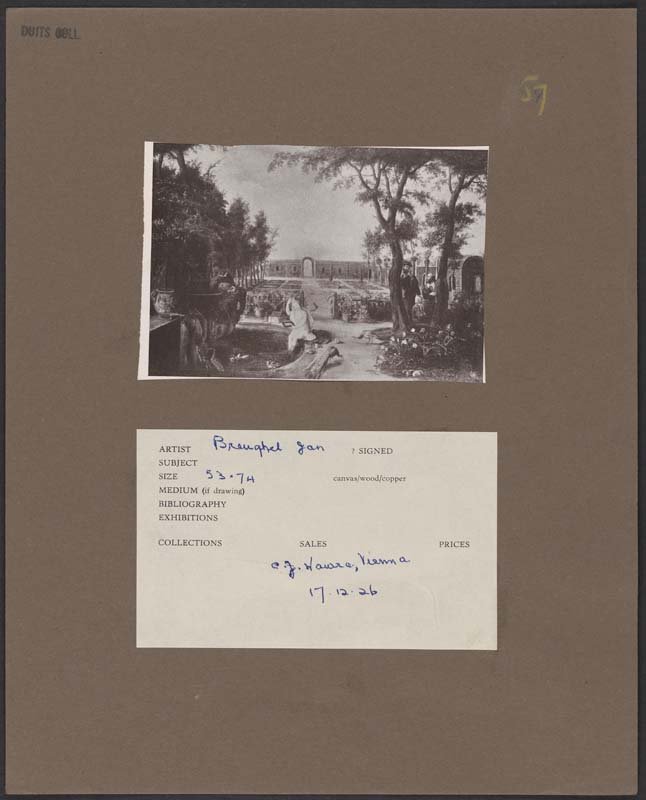 DUITS COLL.
57
ARTIST Breughel Jan ? SIGNED
SUBJECT
SIZE 53 · 74 canvas/wood/copper
MEDIUM (if drawing)
BIBLIOGRAPHY
EXHIBITIONS
COLLECTIONS SALES PRICES
C. J. Wawra, Vienna
17 · 12 · 26